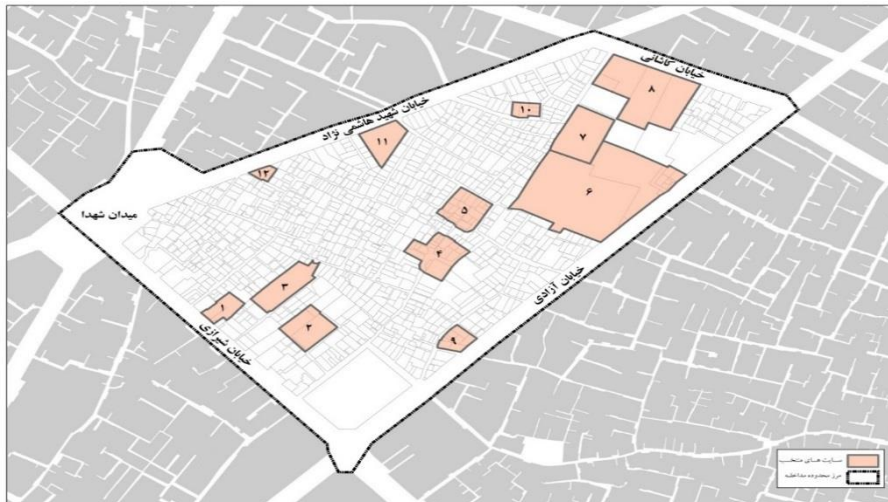 خیابان کاشانی
۸
۱۰
خیابان شهید هاشمی نژاد
۱۱
۷
۱۳
۶
میدان شهدا
۵
۴
۳
خیابان آزادی
۱
۲
خیابان شیرازی
۹
سایت های منتخب
مرز محدوده مداخله